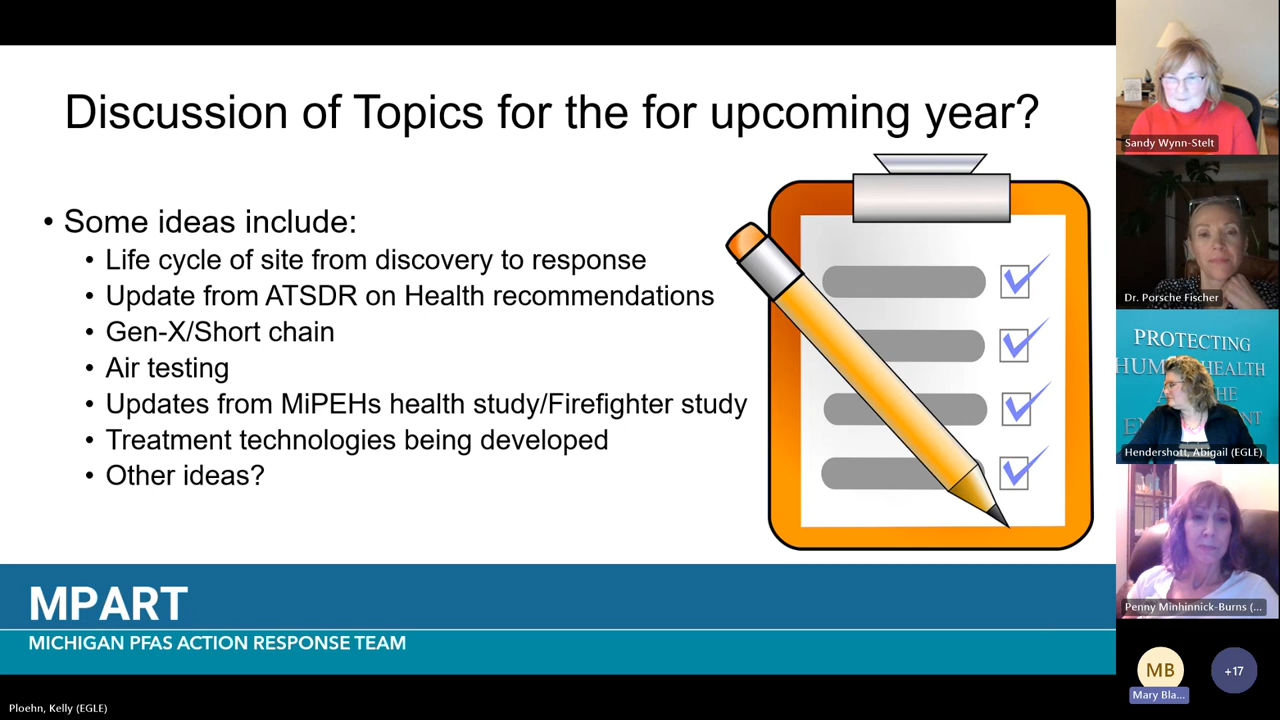 Discussion of Topics for the for upcoming year?
• Some ideas include:
• Life cycle of site from discovery to response
• Update from ATSDR on Health recommendations
• Gen-X/Short chain
• Air testing
• Updates from MiPEHs health study/Firefighter study
• Treatment technologies being developed
• Other ideas?
MPART
MICHIGAN PFAS ACTION RESPONSE TEAM
Ploehn, Kelly (EGLE)
Sandy Wynn-Stelt
Dr. Porsche Fischer
PROTECTING
HEALTH
Hendershott, Abigail (EGLE)
Penny Minhinnick-Burns (...
MB
Mary Bla...
+17